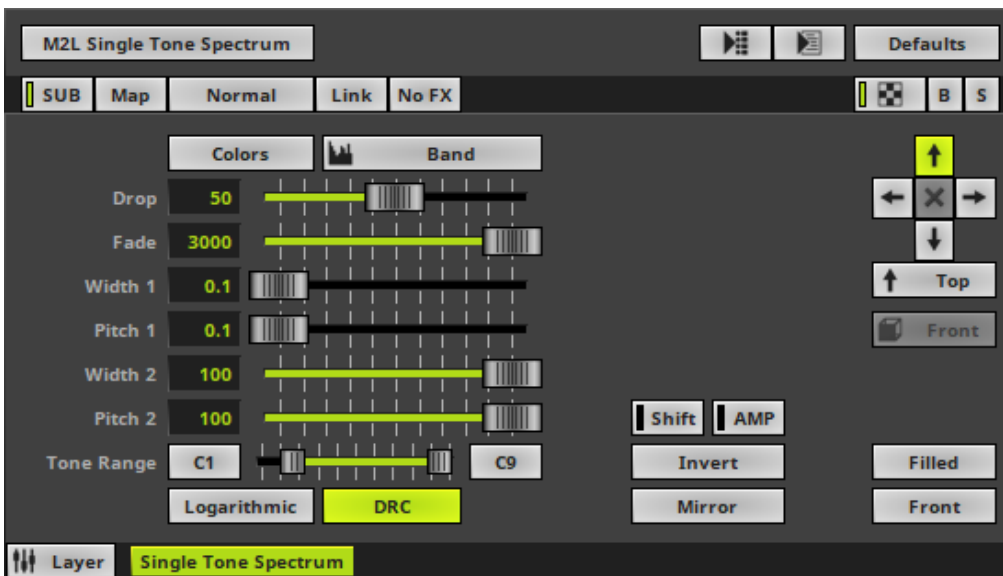 M2L Single Tone Spectrum Defaults
SUB Map Normal Link No FX B S
Colors Band
Drop 50
Fade 3000
Width 1 0.1
Top
Pitch 1 0.1
Front
Width 2 100
Pitch 2 100 Shift AMP
Tone Range C1 C9 Invert Filled
Logarithmic DRC Mirror Front
Layer Single Tone Spectrum